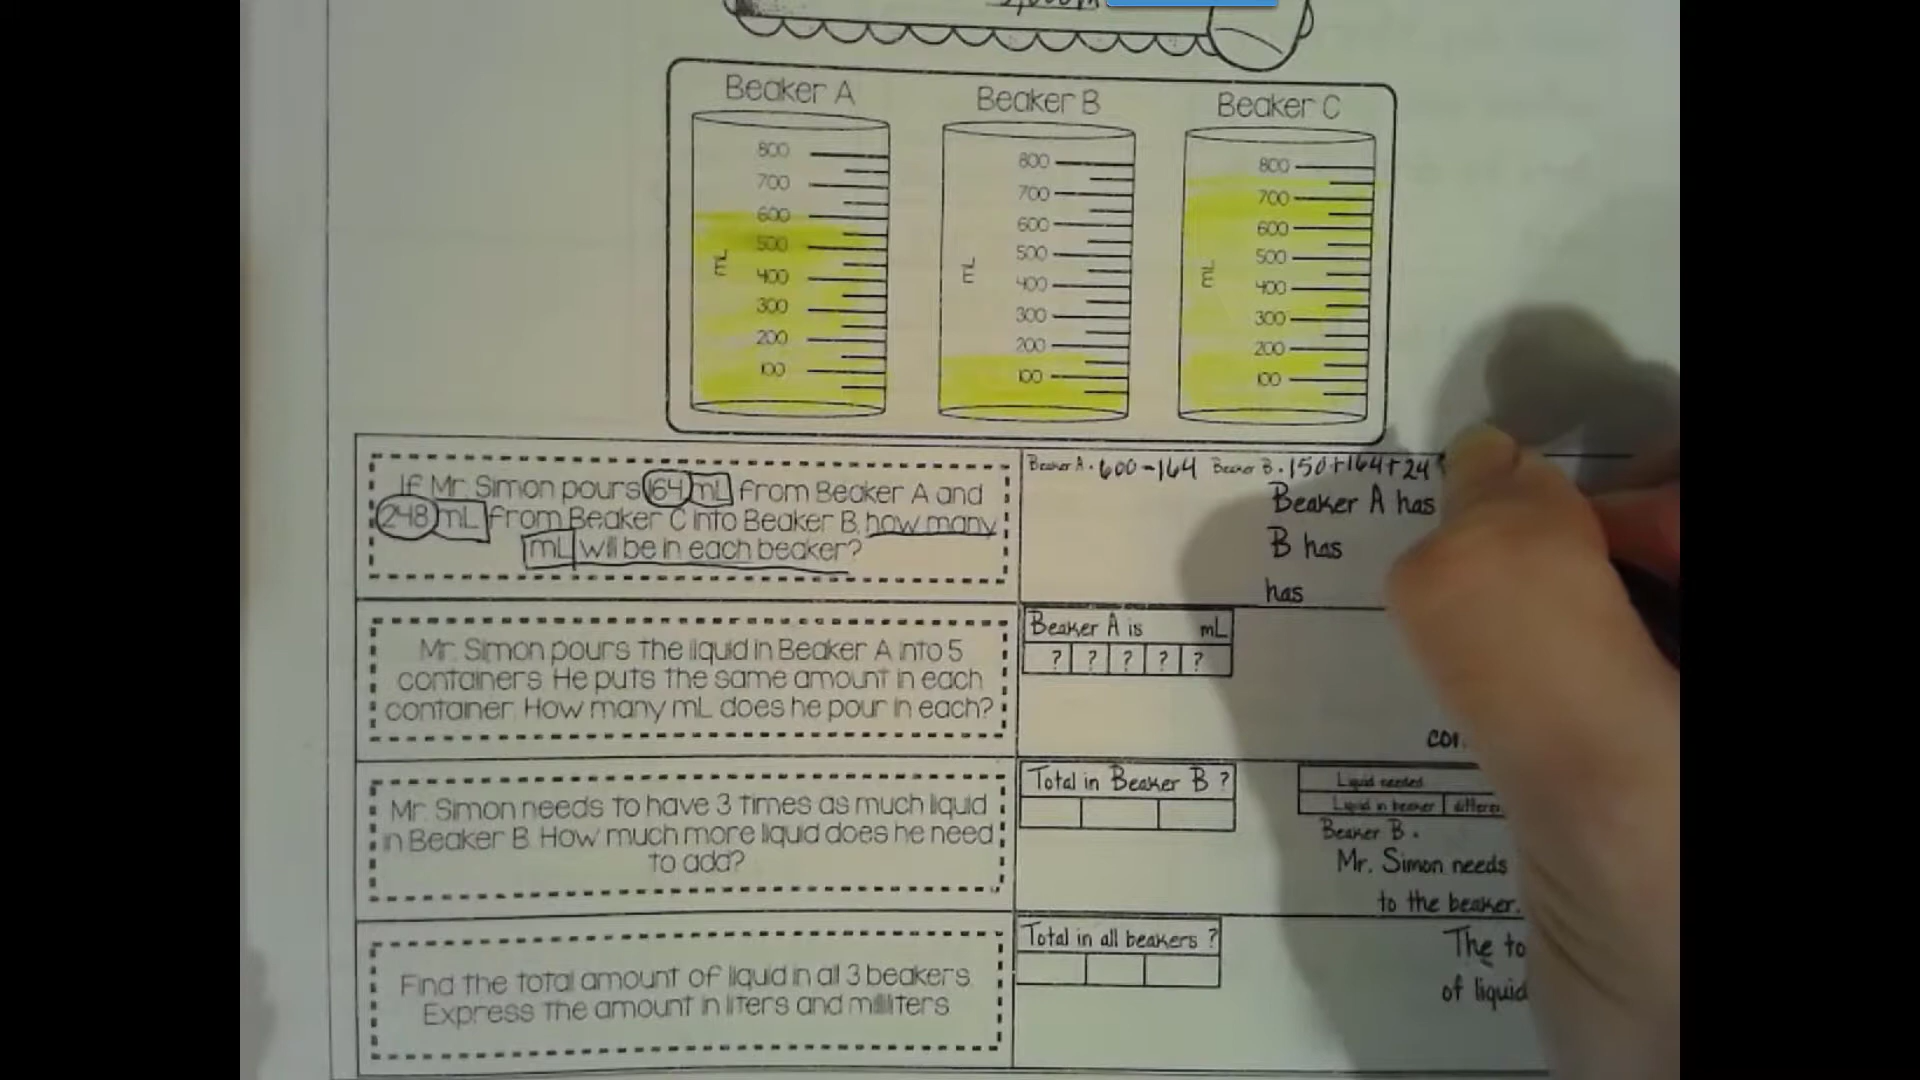 Beaker A
Beaker B
Beaker C
800
700
600
500
400
300
200
100
mL
800
700
600
500
400
300
200
100
mL
800
700
600
500
400
300
200
100
mL
If Mr. Simon pours 164 mL from Beaker A and
248 mL from Beaker C into Beaker B, how many
mL will be in each beaker?
Beaker A • 600-164 Beaker B • 150+164+24
Beaker A has
B has
has
Mr. Simon pours the liquid in Beaker A into 5
containers. He puts the same amount in each
container. How many mL does he pour in each?
Beaker A is mL
? ? ? ? ?
Mr. Simon needs to have 3 times as much liquid
in Beaker B. How much more liquid does he need
to add?
Total in Beaker B ?
Liquid needed
Liquid in beaker
Beaker B •
Mr. Simon needs
to the beaker.
Find the total amount of liquid in all 3 beakers.
Express the amount in liters and milliliters.
Total in all beakers ?
The to
of liquid